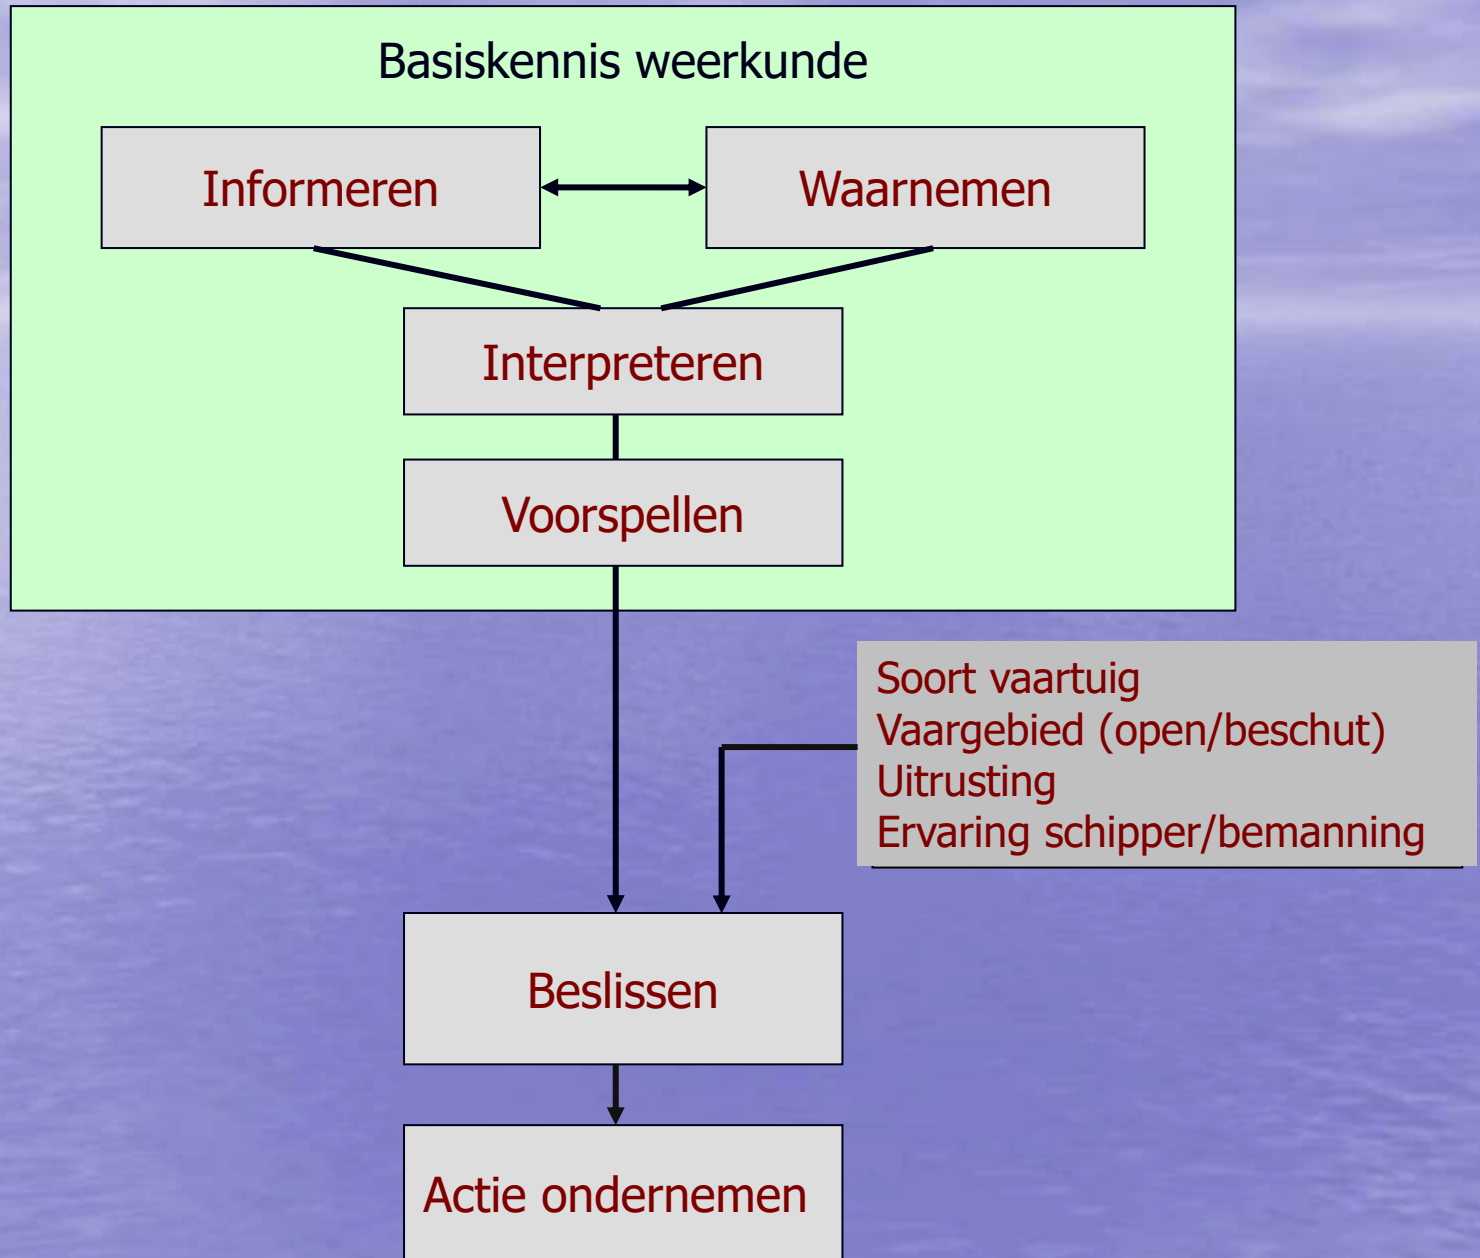 Basiskennis weerkunde
Informeren
Waarnemen
Interpreteren
Voorspellen
Soort vaartuig
Vaargebied (open/beschut)
Uitrusting
Ervaring schipper/bemanning
Beslissen
Actie ondernemen